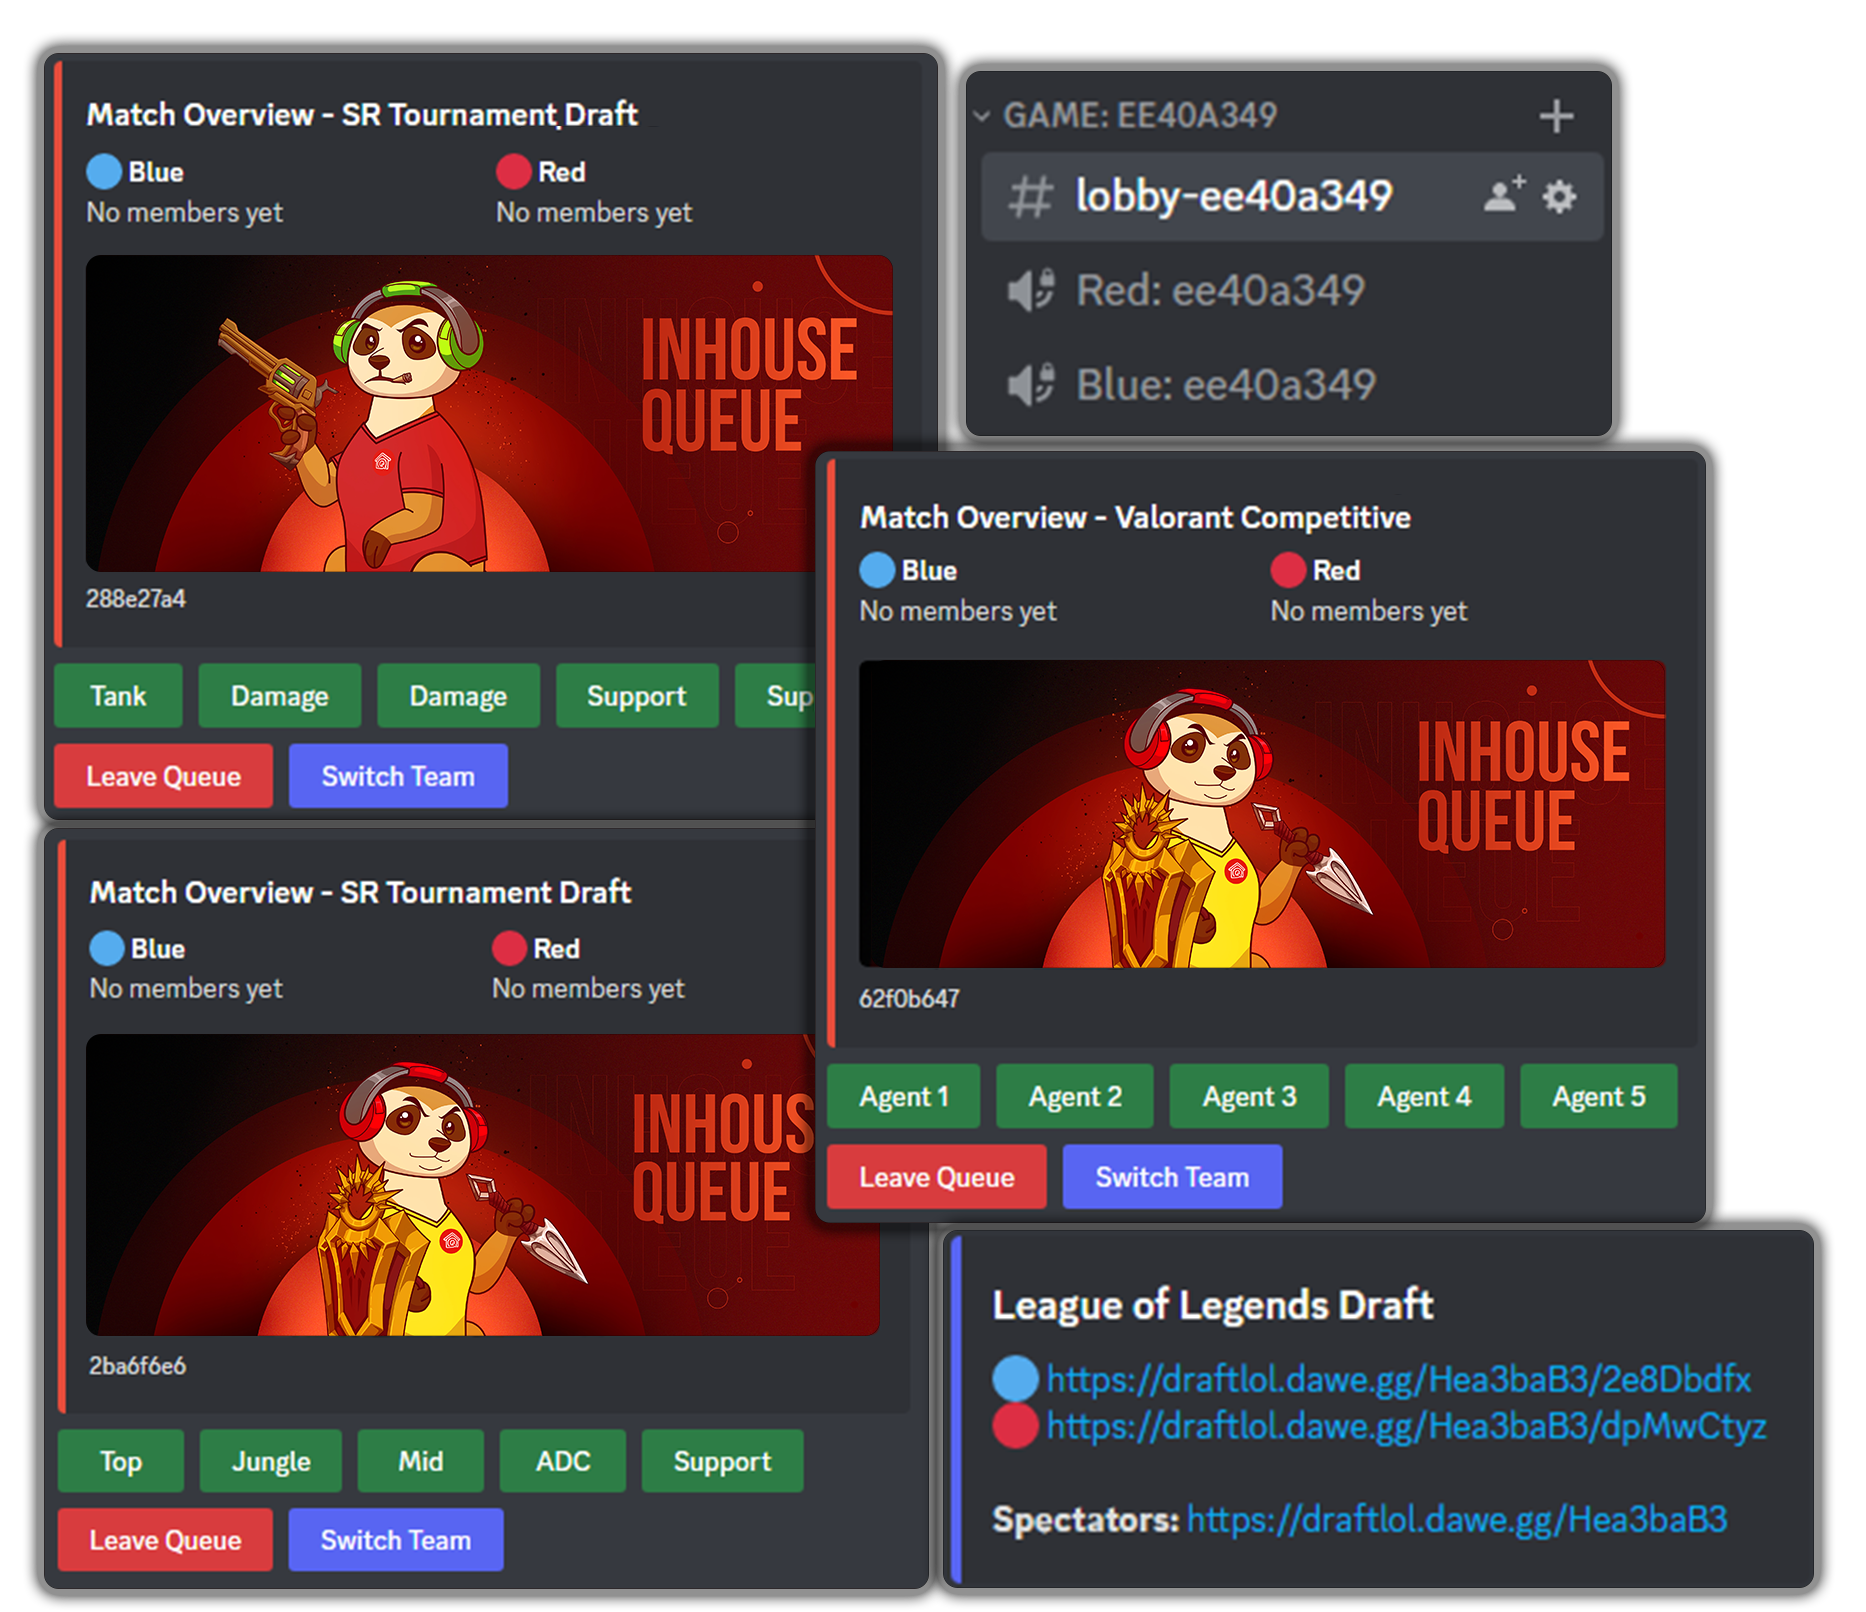 Match Overview - SR Tournament Draft
Blue
Red
No members yet
No members yet
INHOUSE
QUEUE
288e27a4
Tank
Damage
Damage
Support
Sup
Leave Queue
Switch Team
GAME: EE40A349
lobby-ee40a349
Red: ee40a349
Blue: ee40a349
Match Overview - Valorant Competitive
Blue
Red
No members yet
No members yet
INHOUSE
QUEUE
62f0b647
Agent 1
Agent 2
Agent 3
Agent 4
Agent 5
Leave Queue
Switch Team
Match Overview - SR Tournament Draft
Blue
Red
No members yet
No members yet
INHOUS
QUEUE
2ba6f6e6
Top
Jungle
Mid
ADC
Support
Leave Queue
Switch Team
League of Legends Draft
https://draftlol.dawe.gg/Hea3baB3/2e8Dbdfx
https://draftlol.dawe.gg/Hea3baB3/dpMwCtyz
Spectators: https://draftlol.dawe.gg/Hea3baB3